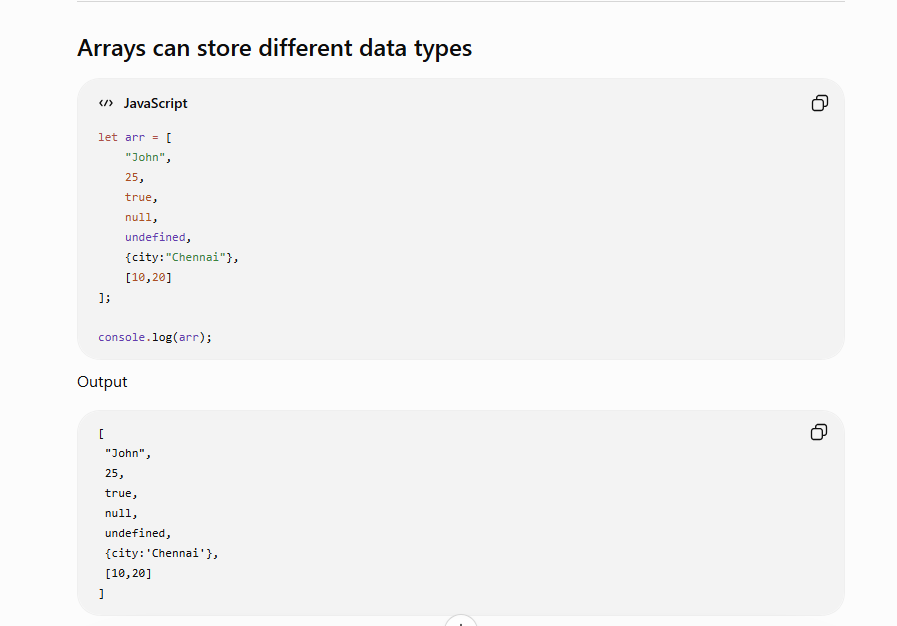 Arrays can store different data types
JavaScript
let arr = [
    "John",
    25,
    true,
    null,
    undefined,
    {city:"Chennai"},
    [10,20]
];

console.log(arr);
Output
[
 "John",
 25,
 true,
 null,
 undefined,
 {city:'Chennai'},
 [10,20]
]